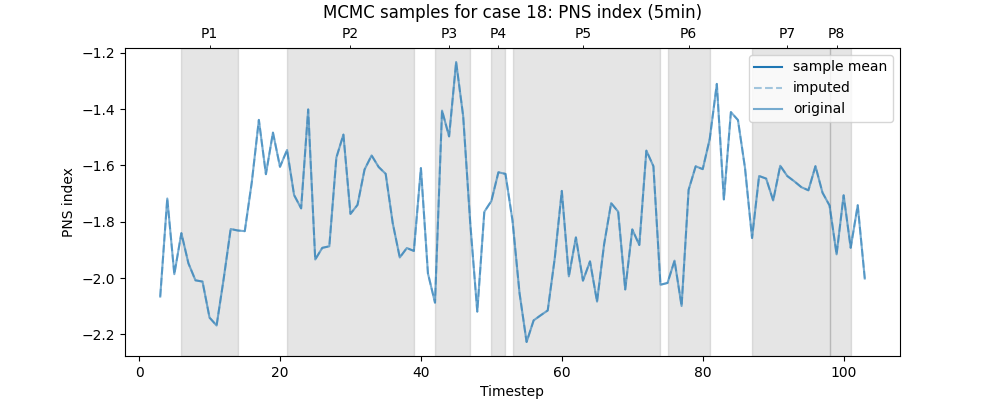 MCMC samples for case 18: PNS index (5min)
P1 P2 P3 P4 P5 P6 P7 P8
sample mean
imputed
original
−1.2
−1.4
−1.6
−1.8
−2.0
−2.2
PNS index
0 20 40 60 80 100
Timestep